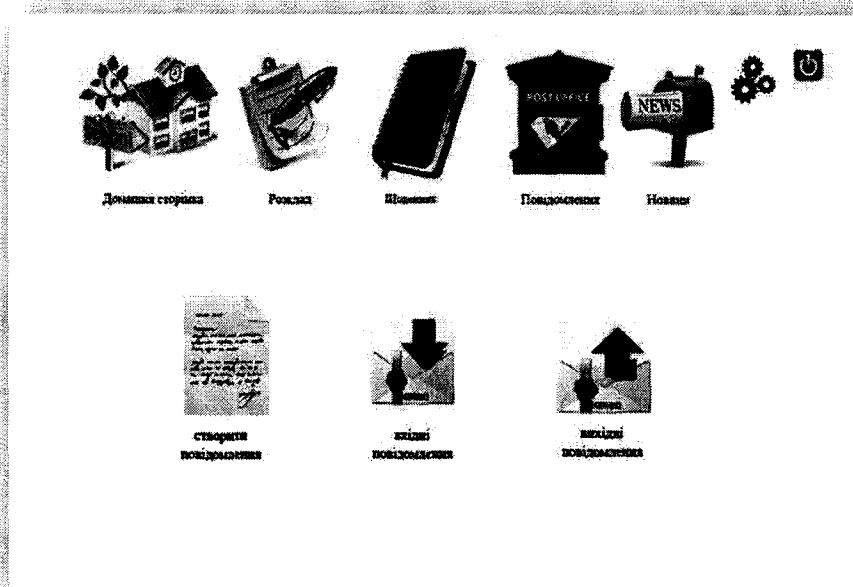 POST OFFICE
NEWS
Домашня сторінка
Розклад
Щоденник
Повідомлення
Новини
створити
повідомлення
вхідні
повідомлення
вихідні
повідомлення